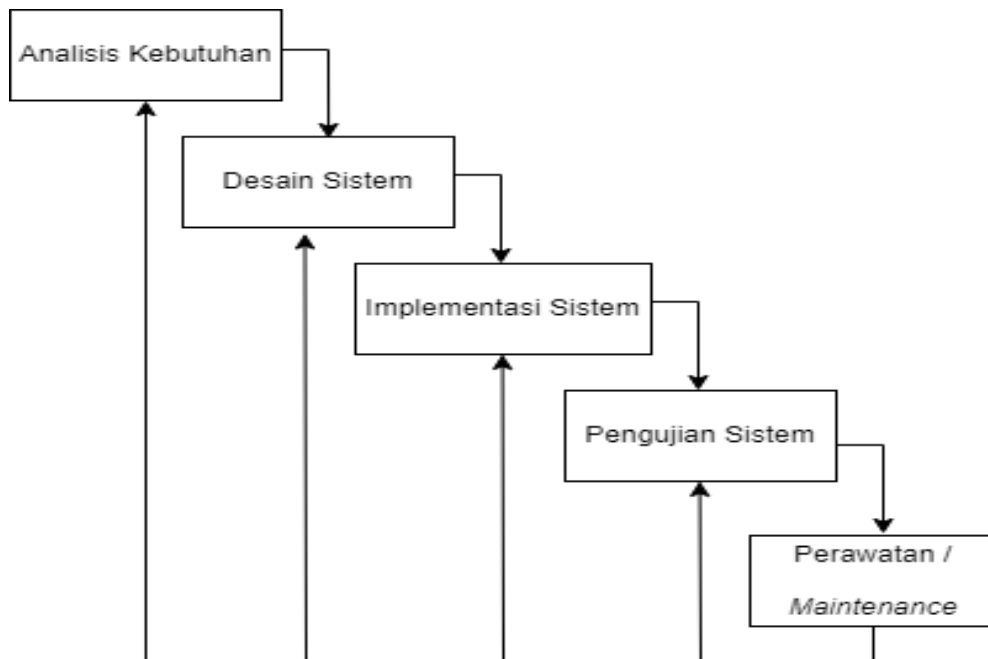 Analisis Kebutuhan
Desain Sistem
Implementasi Sistem
Pengujian Sistem
Perawatan /
Maintenance